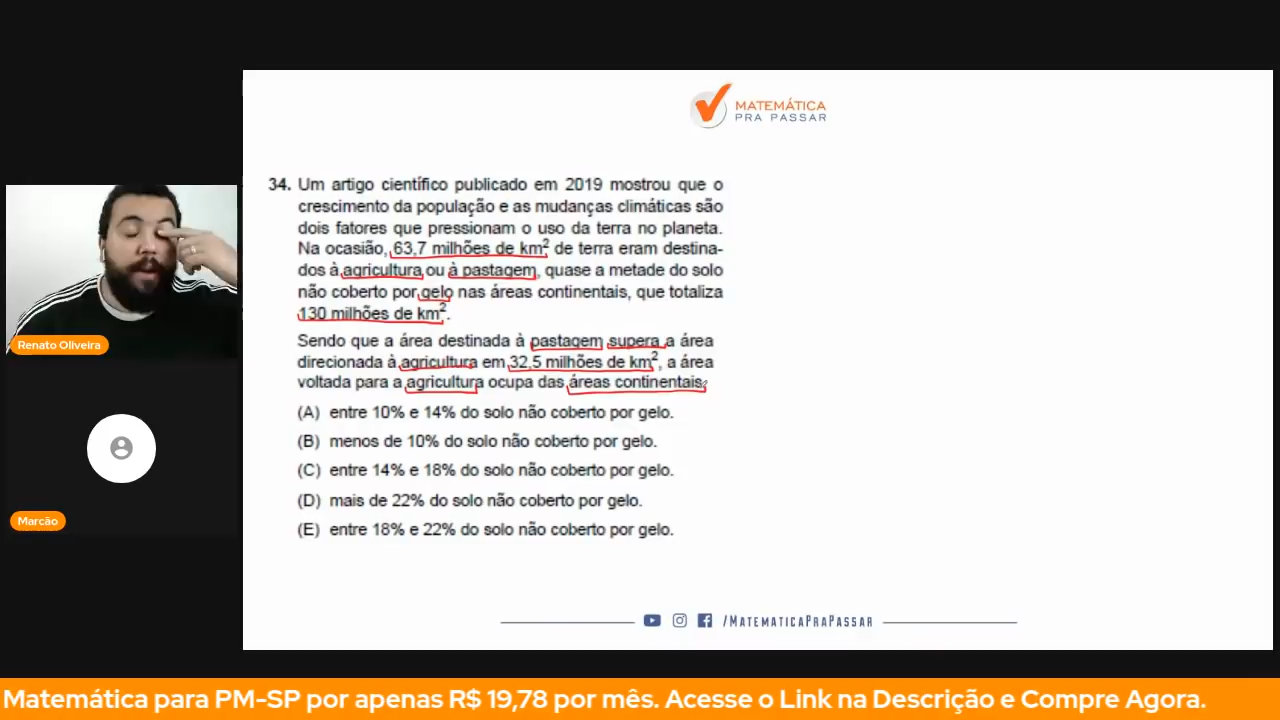 MATEMÁTICA
PRA PASSAR
34. Um artigo científico publicado em 2019 mostrou que o
crescimento da população e as mudanças climáticas são
dois fatores que pressionam o uso da terra no planeta.
Na ocasião, 63,7 milhões de km² de terra eram destina-
dos à agricultura ou à pastagem, quase a metade do solo
não coberto por gelo nas áreas continentais, que totaliza
130 milhões de km².
Sendo que a área destinada à pastagem supera a área
direcionada à agricultura em 32,5 milhões de km², a área
voltada para a agricultura ocupa das áreas continentais
(A) entre 10% e 14% do solo não coberto por gelo.
(B) menos de 10% do solo não coberto por gelo.
(C) entre 14% e 18% do solo não coberto por gelo.
(D) mais de 22% do solo não coberto por gelo.
(E) entre 18% e 22% do solo não coberto por gelo.
Renato Oliveira
Marcão
/MATEMATICAPRAPASSAR
Matemática para PM-SP por apenas R$ 19,78 por mês. Acesse o Link na Descrição e Compre Agora.